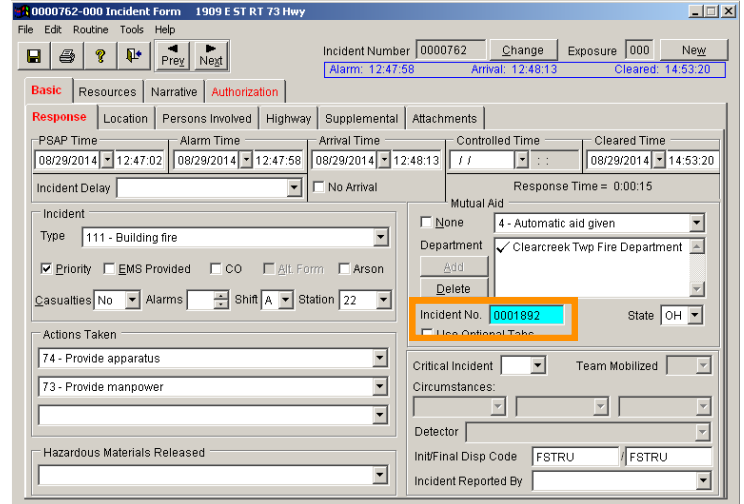 0000762-000 Incident Form 1909 E ST RT 73 Hwy
File Edit Routine Tools Help
Prev Next Incident Number 0000762 Change Exposure 000 New
Alarm: 12:47:58 Arrival: 12:48:13 Cleared: 14:53:20
Basic Resources Narrative Authorization
Response Location Persons Involved Highway Supplemental Attachments
PSAP Time Alarm Time Arrival Time Controlled Time Cleared Time
08/29/2014 12:47:02 08/29/2014 12:47:58 08/29/2014 12:48:13 / / : : 08/29/2014 14:53:20
Incident Delay No Arrival Response Time = 0:00:15
Incident
Type 111 - Building fire
Priority EMS Provided CO Alt. Form Arson
Casualties No Alarms Shift A Station 22
Actions Taken
74 - Provide apparatus
73 - Provide manpower
Hazardous Materials Released
Mutual Aid
None 4 - Automatic aid given
Department Clearcreek Twp Fire Department
Add
Delete
Incident No. 0001892 State OH
Use Optional Tabs
Critical Incident Team Mobilized
Circumstances:
Detector
Init/Final Disp Code FSTRU / FSTRU
Incident Reported By